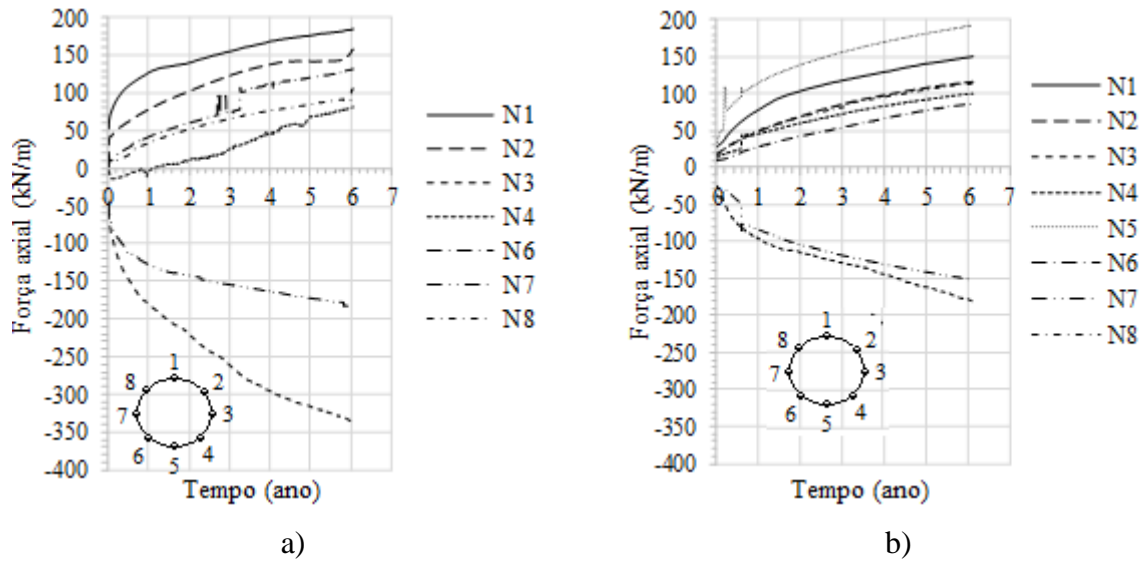 Força axial (kN/m)
200
150
100
50
0
-50
-100
-150
-200
-250
-300
-350
-400
0 1 2 3 4 5 6 7
Tempo (ano)
1
2
3
4
5
6
7
8
N1
N2
N3
N4
N6
N7
N8
a)
Força axial (kN/m)
200
150
100
50
0
-50
-100
-150
-200
-250
-300
-350
-400
0 1 2 3 4 5 6 7
Tempo (ano)
1
2
3
4
5
6
7
8
N1
N2
N3
N4
N5
N6
N7
N8
b)